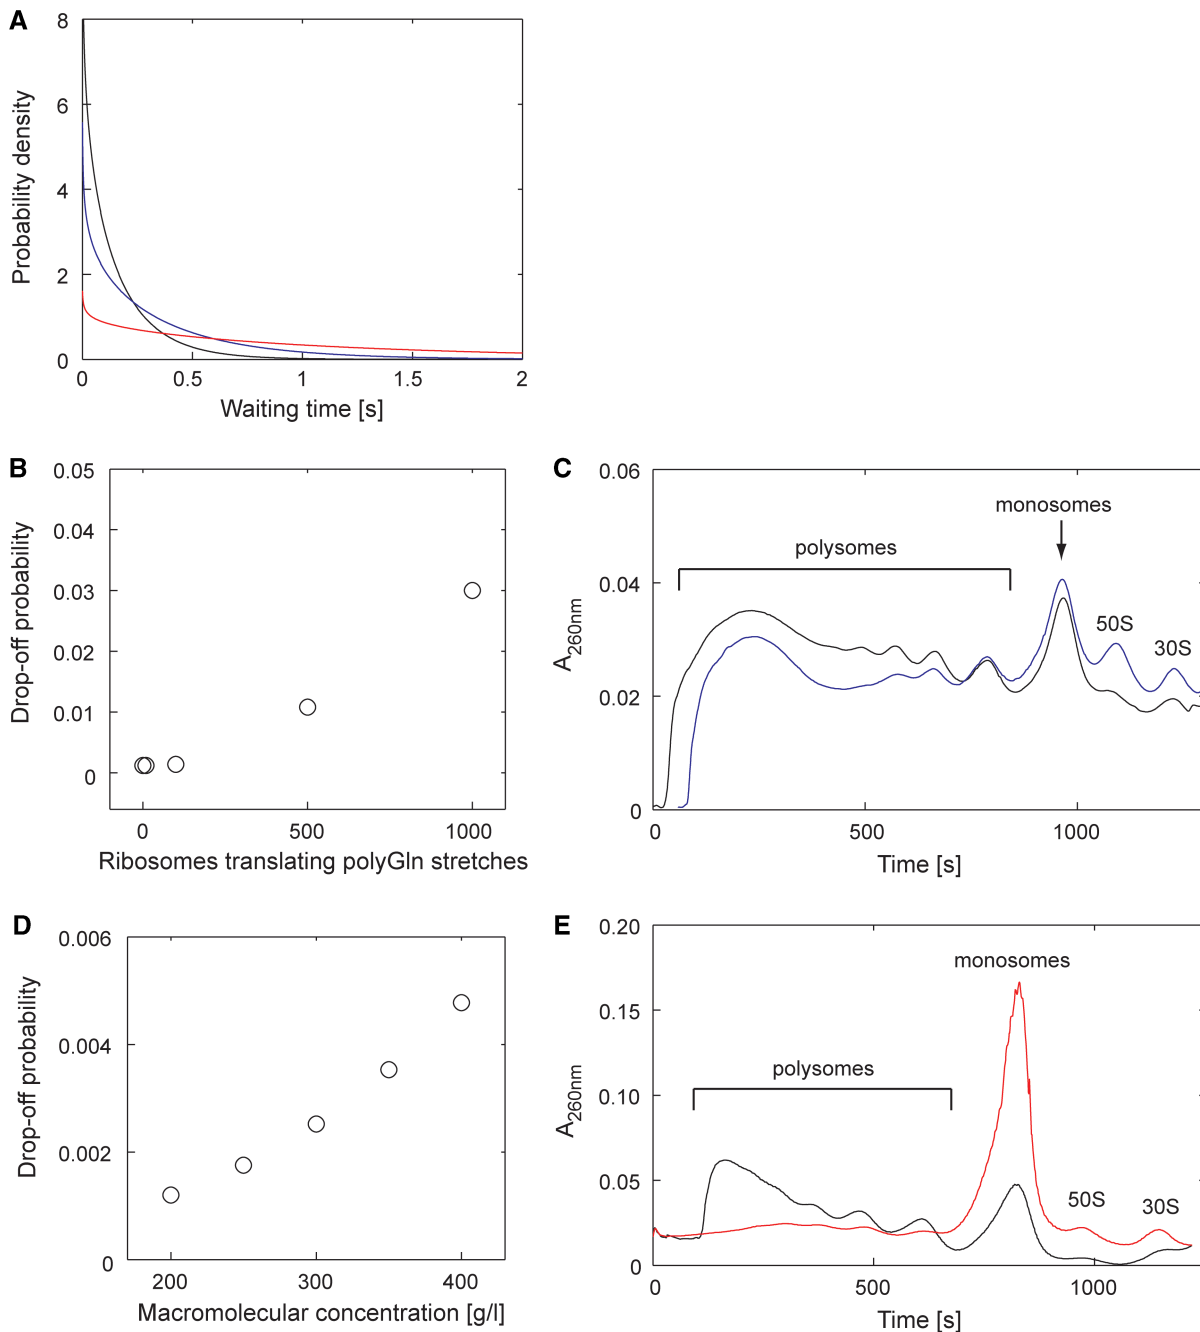 A
8
6
4
2
0
Probability density
0 0.5 1 1.5 2
Waiting time [s]
B
0.05
0.04
0.03
0.02
0.01
0
Drop-off probability
0 500 1000
Ribosomes translating polyGln stretches
C
0.06
0.04
0.02
0
A260nm
monosomes
polysomes
50S
30S
0 500 1000
Time [s]
D
0.006
0.004
0.002
0
Drop-off probability
200 300 400
Macromolecular concentration [g/l]
E
0.20
0.15
0.10
0.05
0
A260nm
monosomes
polysomes
50S
30S
0 500 1000
Time [s]